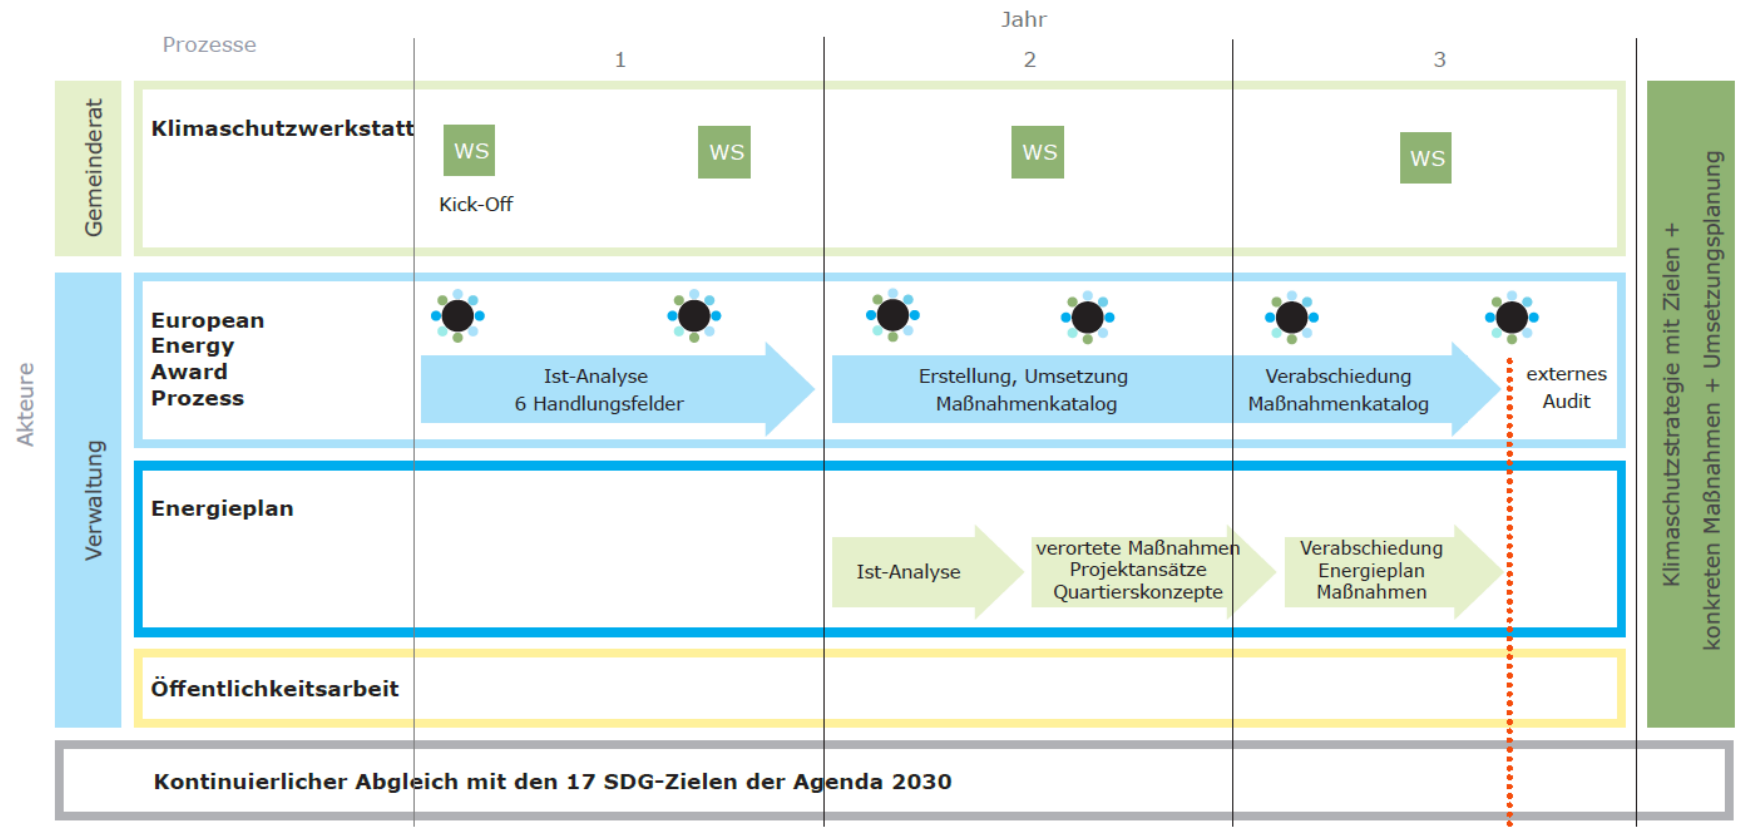 Jahr
Prozesse
1
2
3
Akteure
Gemeinderat
Klimaschutzwerkstatt
WS
WS
WS
WS
Kick-Off
Verwaltung
European
Energy
Award
Prozess
Ist-Analyse
6 Handlungsfelder
Erstellung, Umsetzung
Maßnahmenkatalog
Verabschiedung
Maßnahmenkatalog
externes
Audit
Energieplan
Ist-Analyse
verortete Maßnahmen
Projektansätze
Quartierskonzepte
Verabschiedung
Energieplan
Maßnahmen
Öffentlichkeitsarbeit
Kontinuierlicher Abgleich mit den 17 SDG-Zielen der Agenda 2030
Klimaschutzstrategie mit Zielen +
konkreten Maßnahmen + Umsetzungsplanung